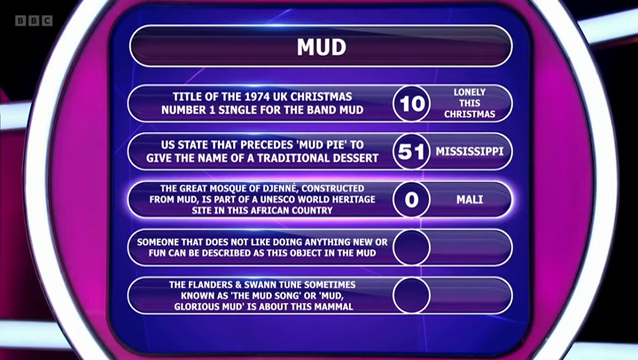 BBC
MUD
TITLE OF THE 1974 UK CHRISTMAS
NUMBER 1 SINGLE FOR THE BAND MUD
10
LONELY
THIS
CHRISTMAS
US STATE THAT PRECEDES 'MUD PIE' TO
GIVE THE NAME OF A TRADITIONAL DESSERT
51
MISSISSIPPI
THE GREAT MOSQUE OF DJENNÉ, CONSTRUCTED
FROM MUD, IS PART OF A UNESCO WORLD HERITAGE
SITE IN THIS AFRICAN COUNTRY
0
MALI
SOMEONE THAT DOES NOT LIKE DOING ANYTHING NEW OR
FUN CAN BE DESCRIBED AS THIS OBJECT IN THE MUD
THE FLANDERS & SWANN TUNE SOMETIMES
KNOWN AS 'THE MUD SONG' OR 'MUD,
GLORIOUS MUD' IS ABOUT THIS MAMMAL